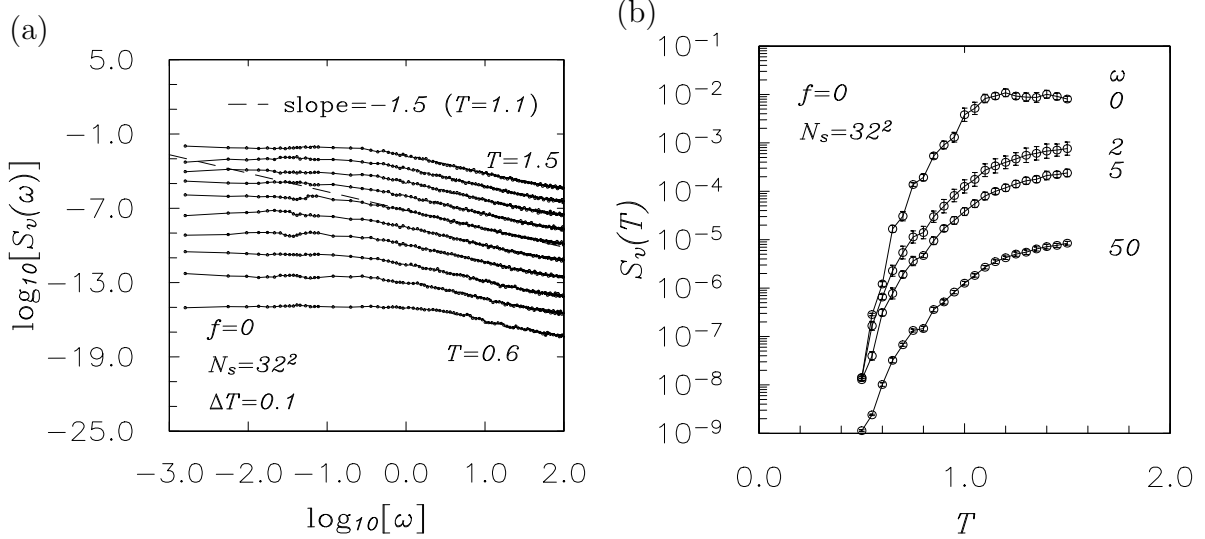 (a)
5.0
−1.0
−7.0
−13.0
−19.0
−25.0
log10[Sv(ω)]
slope=−1.5 (T=1.1)
T=1.5
T=0.6
f=0
Ns=32²
ΔT=0.1
−3.0 −2.0 −1.0 0.0 1.0 2.0
log10[ω]
(b)
10−1
10−2
10−3
10−4
10−5
10−6
10−7
10−8
10−9
Sv(T)
f=0
Ns=32²
ω
0
2
5
50
0.0 1.0 2.0
T